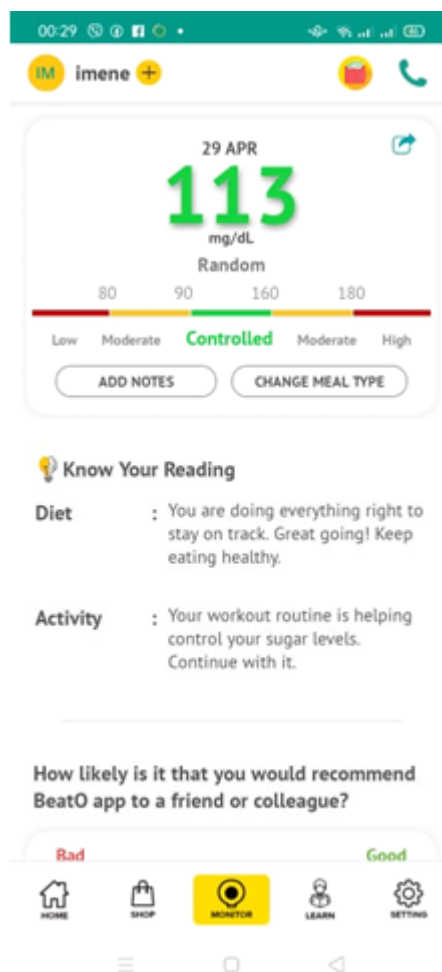 00:29
IM imene +
29 APR
113
mg/dL
Random
80 90 160 180
Low Moderate Controlled Moderate High
ADD NOTES CHANGE MEAL TYPE
Know Your Reading
Diet : You are doing everything right to
stay on track. Great going! Keep
eating healthy.
Activity : Your workout routine is helping
control your sugar levels.
Continue with it.
How likely is it that you would recommend
BeatO app to a friend or colleague?
Bad Good
HOME SHOP MONITOR LEARN SETTING